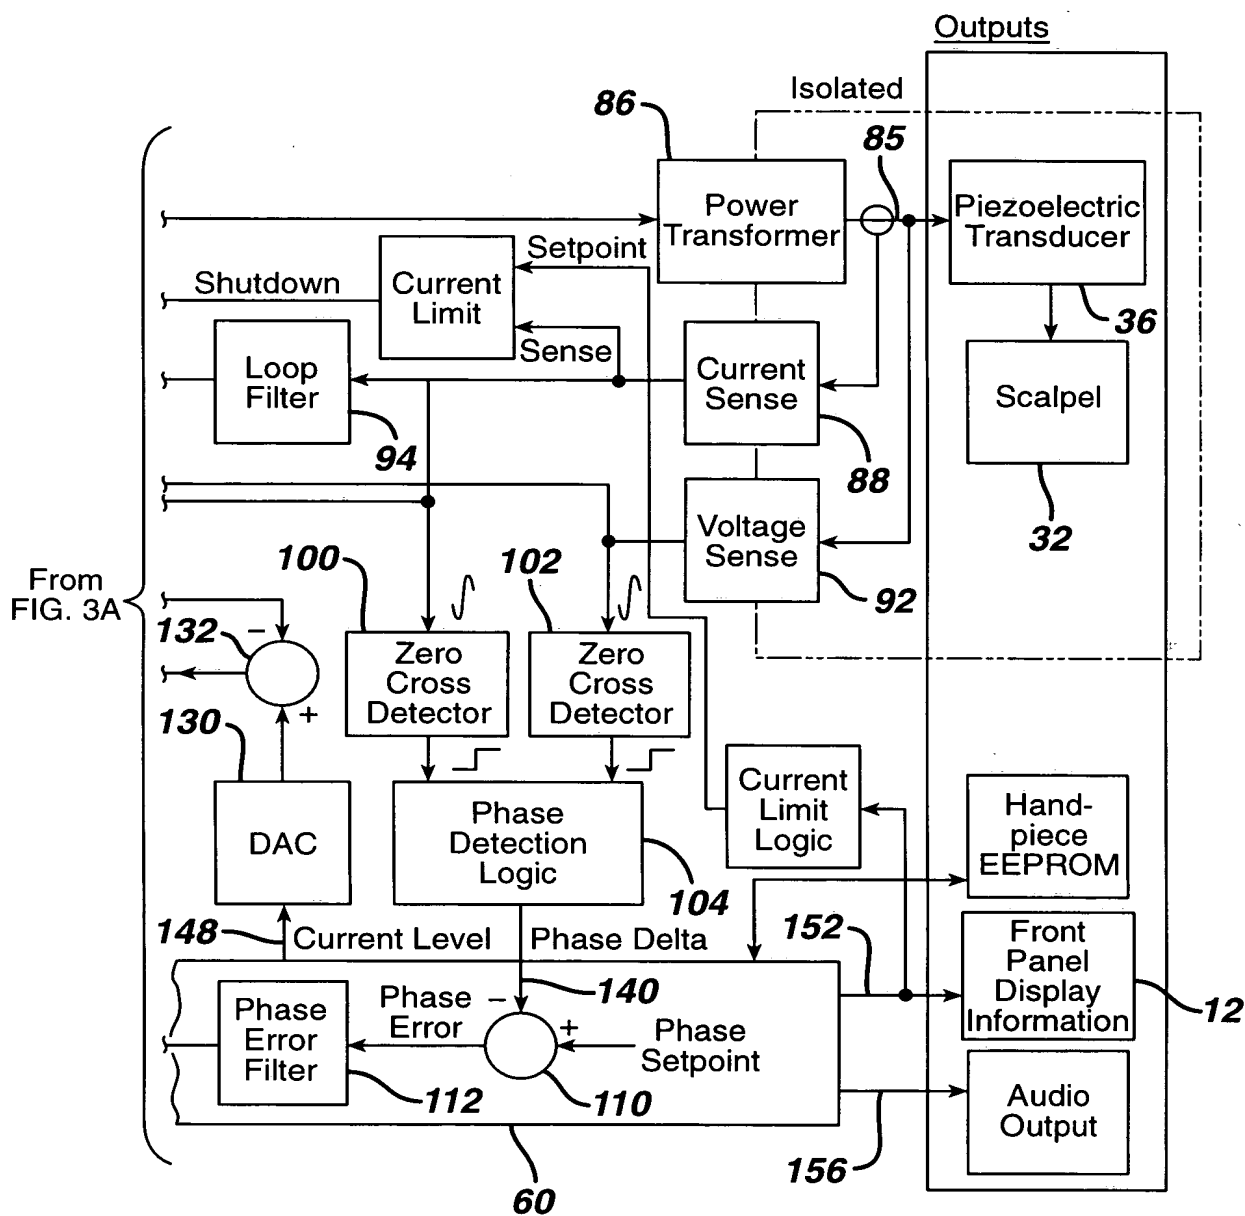 Outputs
Isolated
86
85
Power
Transformer
Piezoelectric
Transducer
Setpoint
Current
Limit
Shutdown
Sense
36
Loop
Filter
Current
Sense
Scalpel
94
88
Voltage
Sense
32
100
102
92
From
FIG. 3A
132
−
+
Zero
Cross
Detector
Zero
Cross
Detector
130
DAC
Phase
Detection
Logic
Current
Limit
Logic
Hand-
piece
EEPROM
104
148
Current Level
Phase Delta
152
Front
Panel
Display
Information
12
140
Phase
Error
Filter
Phase
Error
−
+
Phase
Setpoint
112
110
Audio
Output
60
156